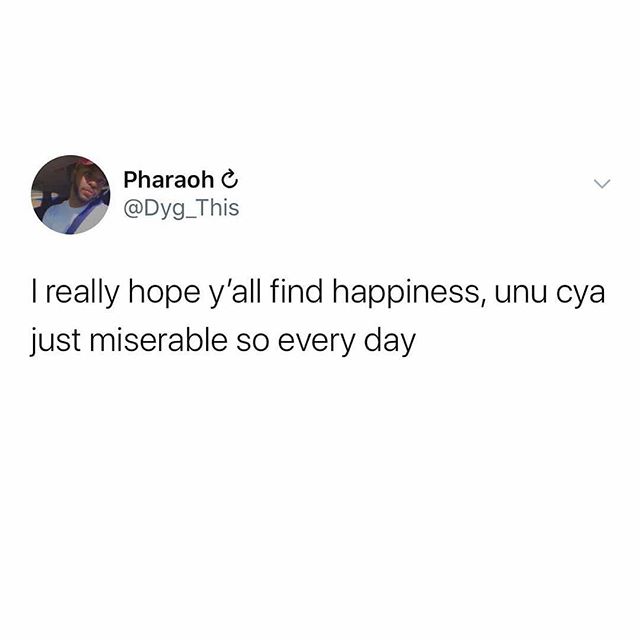 Pharaoh
@Dyg_This
I really hope y’all find happiness, unu cya
just miserable so every day